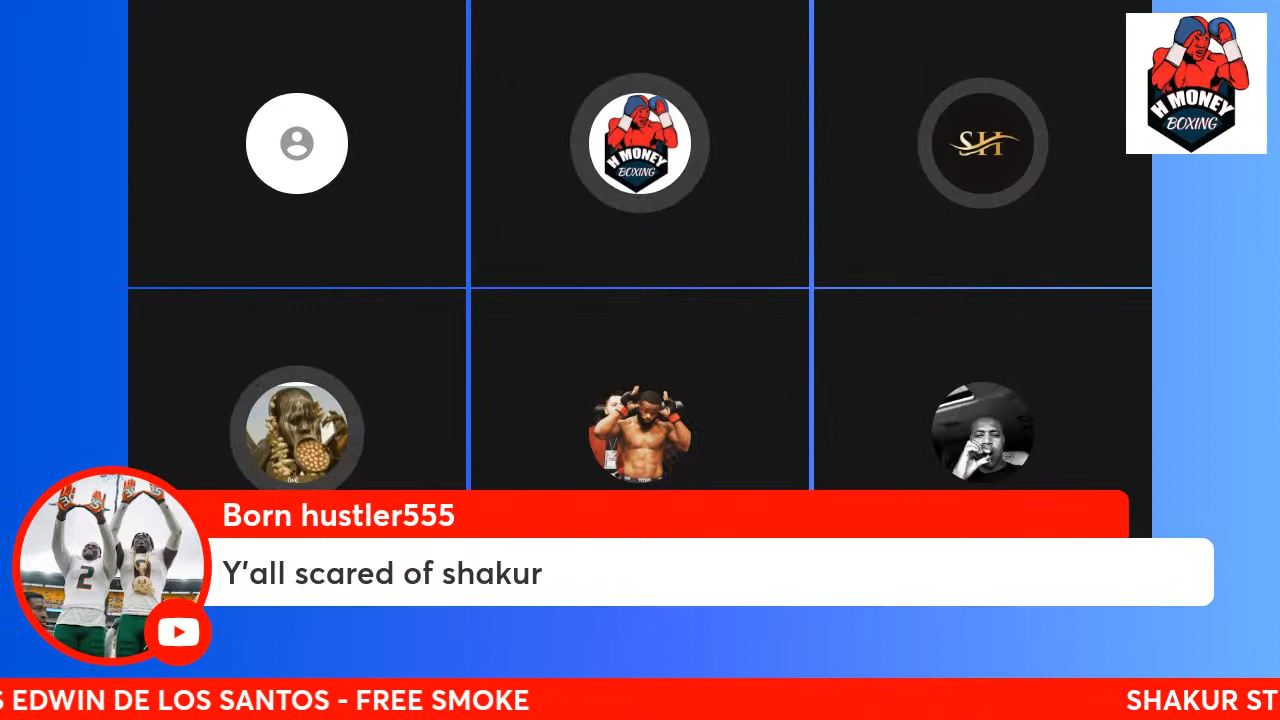 H MONEY
BOXING
H MONEY
BOXING
SH
Born hustler555
Y'all scared of shakur
S EDWIN DE LOS SANTOS - FREE SMOKE
SHAKUR ST